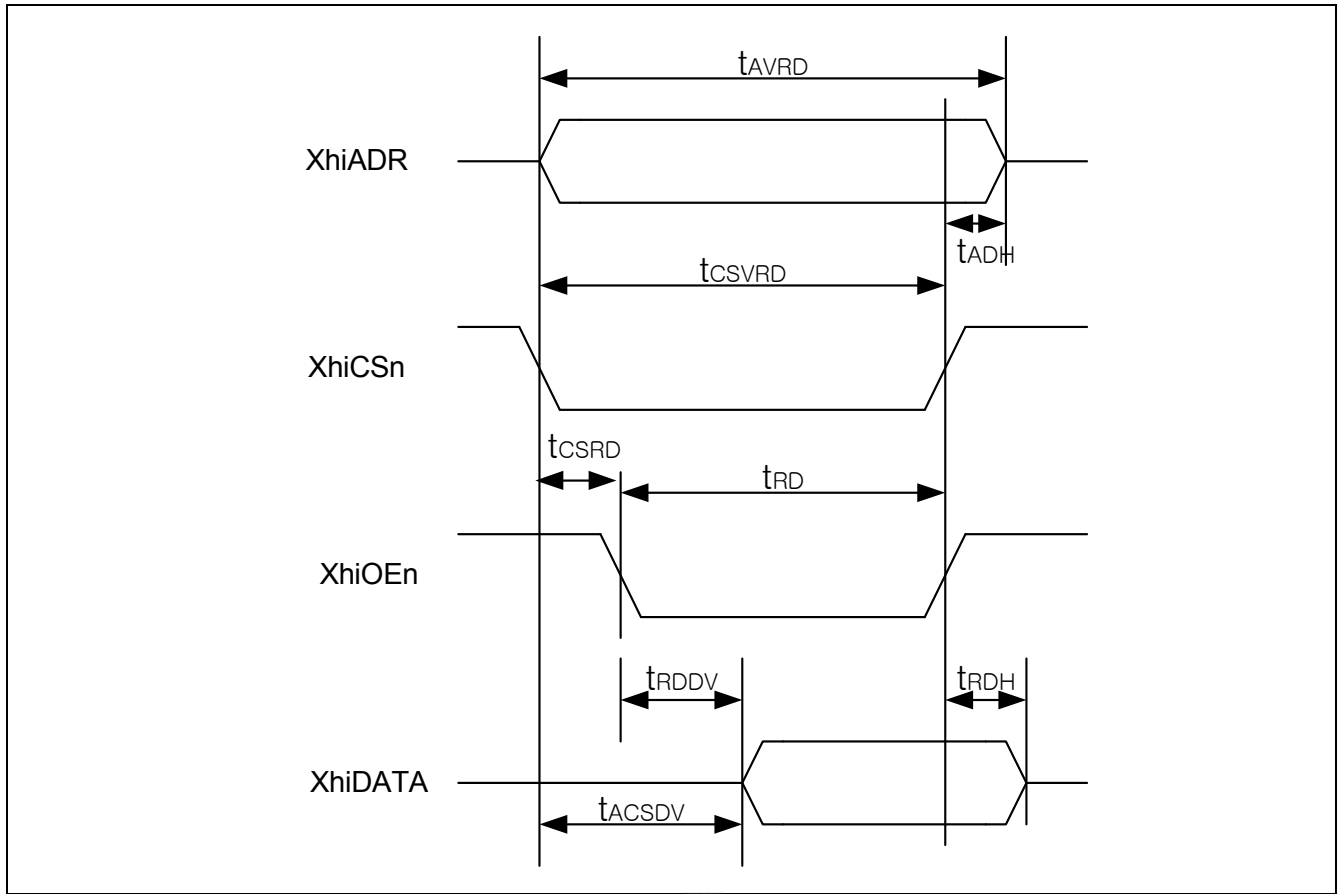 tAVRD
XhiADR
tADH
tCSVRD
XhiCSn
tCSRD
tRD
XhiOEn
tRDDV
tRDH
XhiDATA
tACSDV